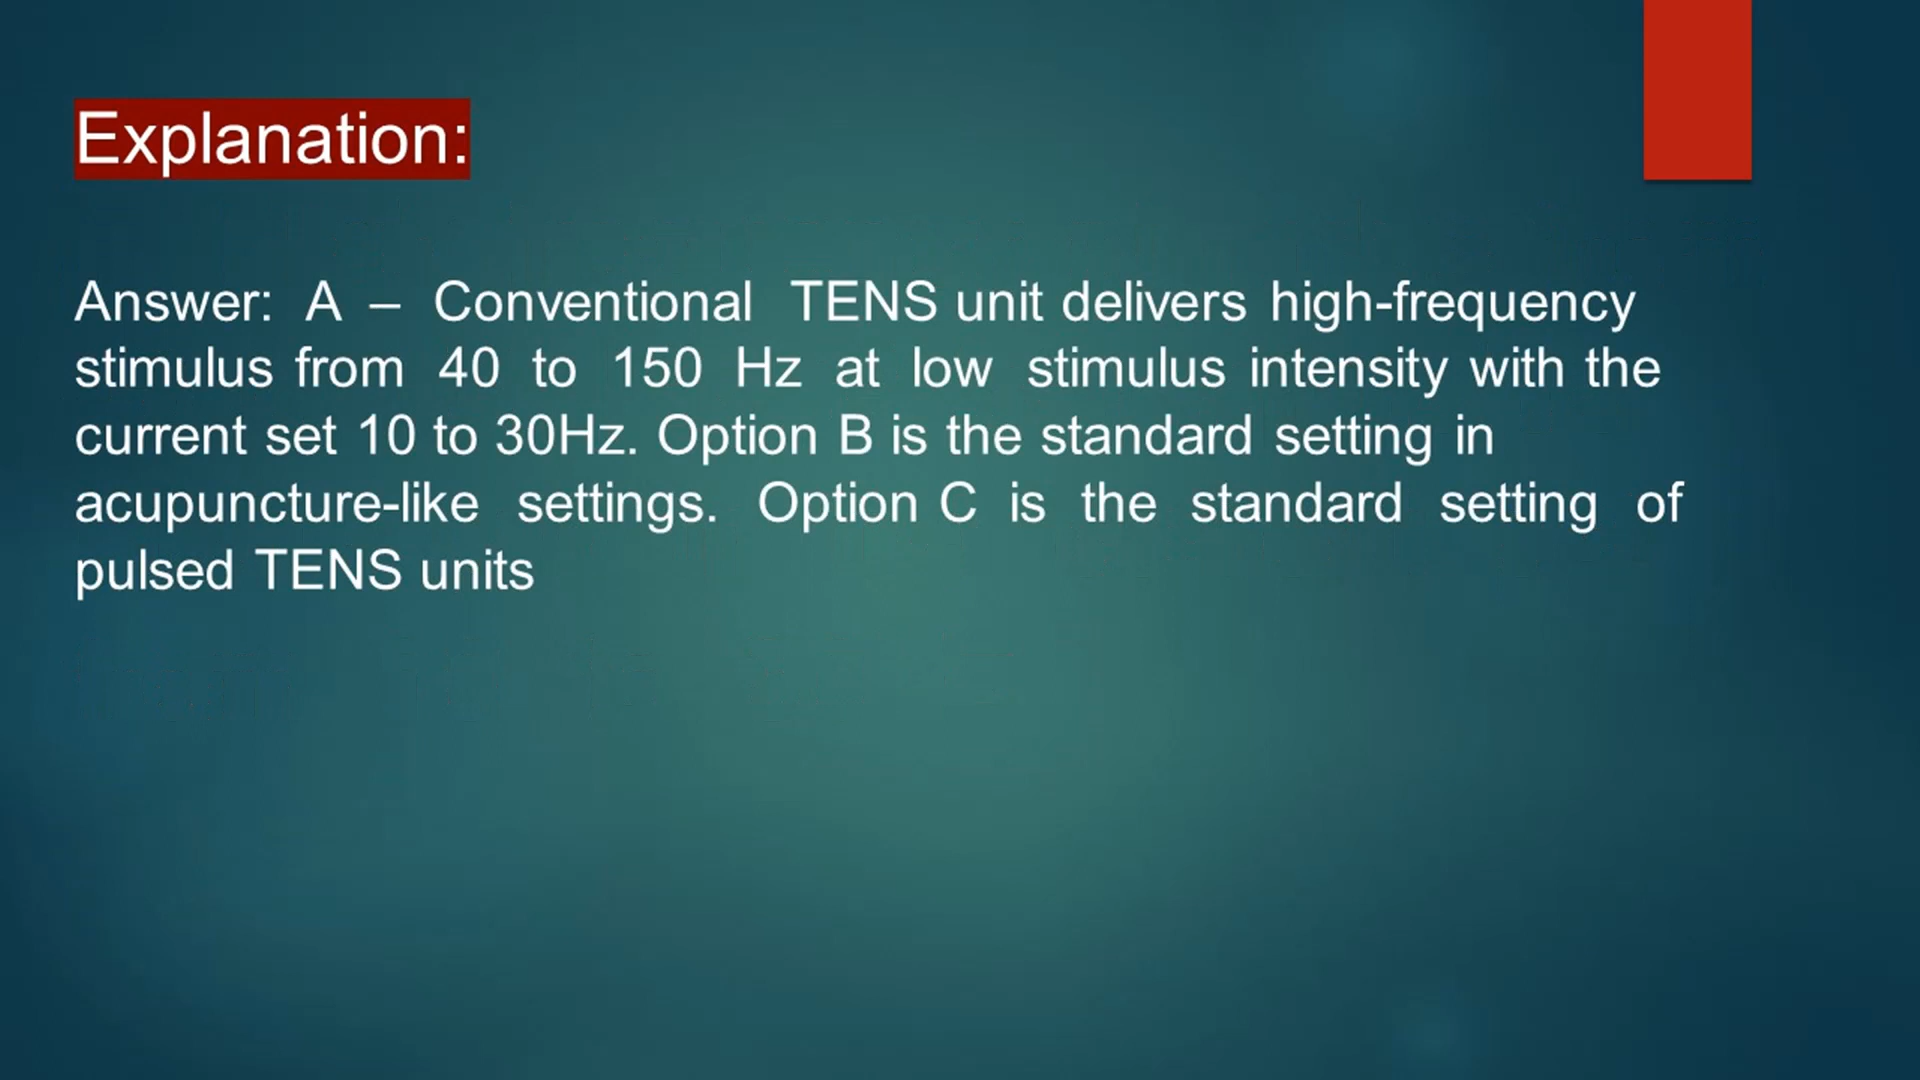 Explanation:
Answer: A – Conventional TENS unit delivers high-frequency
stimulus from 40 to 150 Hz at low stimulus intensity with the
current set 10 to 30Hz. Option B is the standard setting in
acupuncture-like settings. Option C is the standard setting of
pulsed TENS units